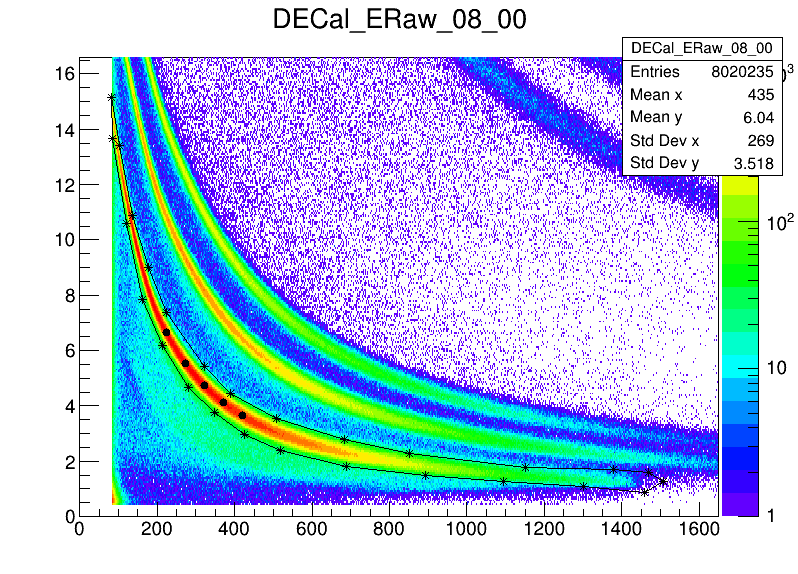 DECal_ERaw_08_00
DECal_ERaw_08_00
Entries 8020235
Mean x 435
Mean y 6.04
Std Dev x 269
Std Dev y 3.518
16
14
12
10
8
6
4
2
0
0 200 400 600 800 1000 1200 1400 1600
10²
10
1